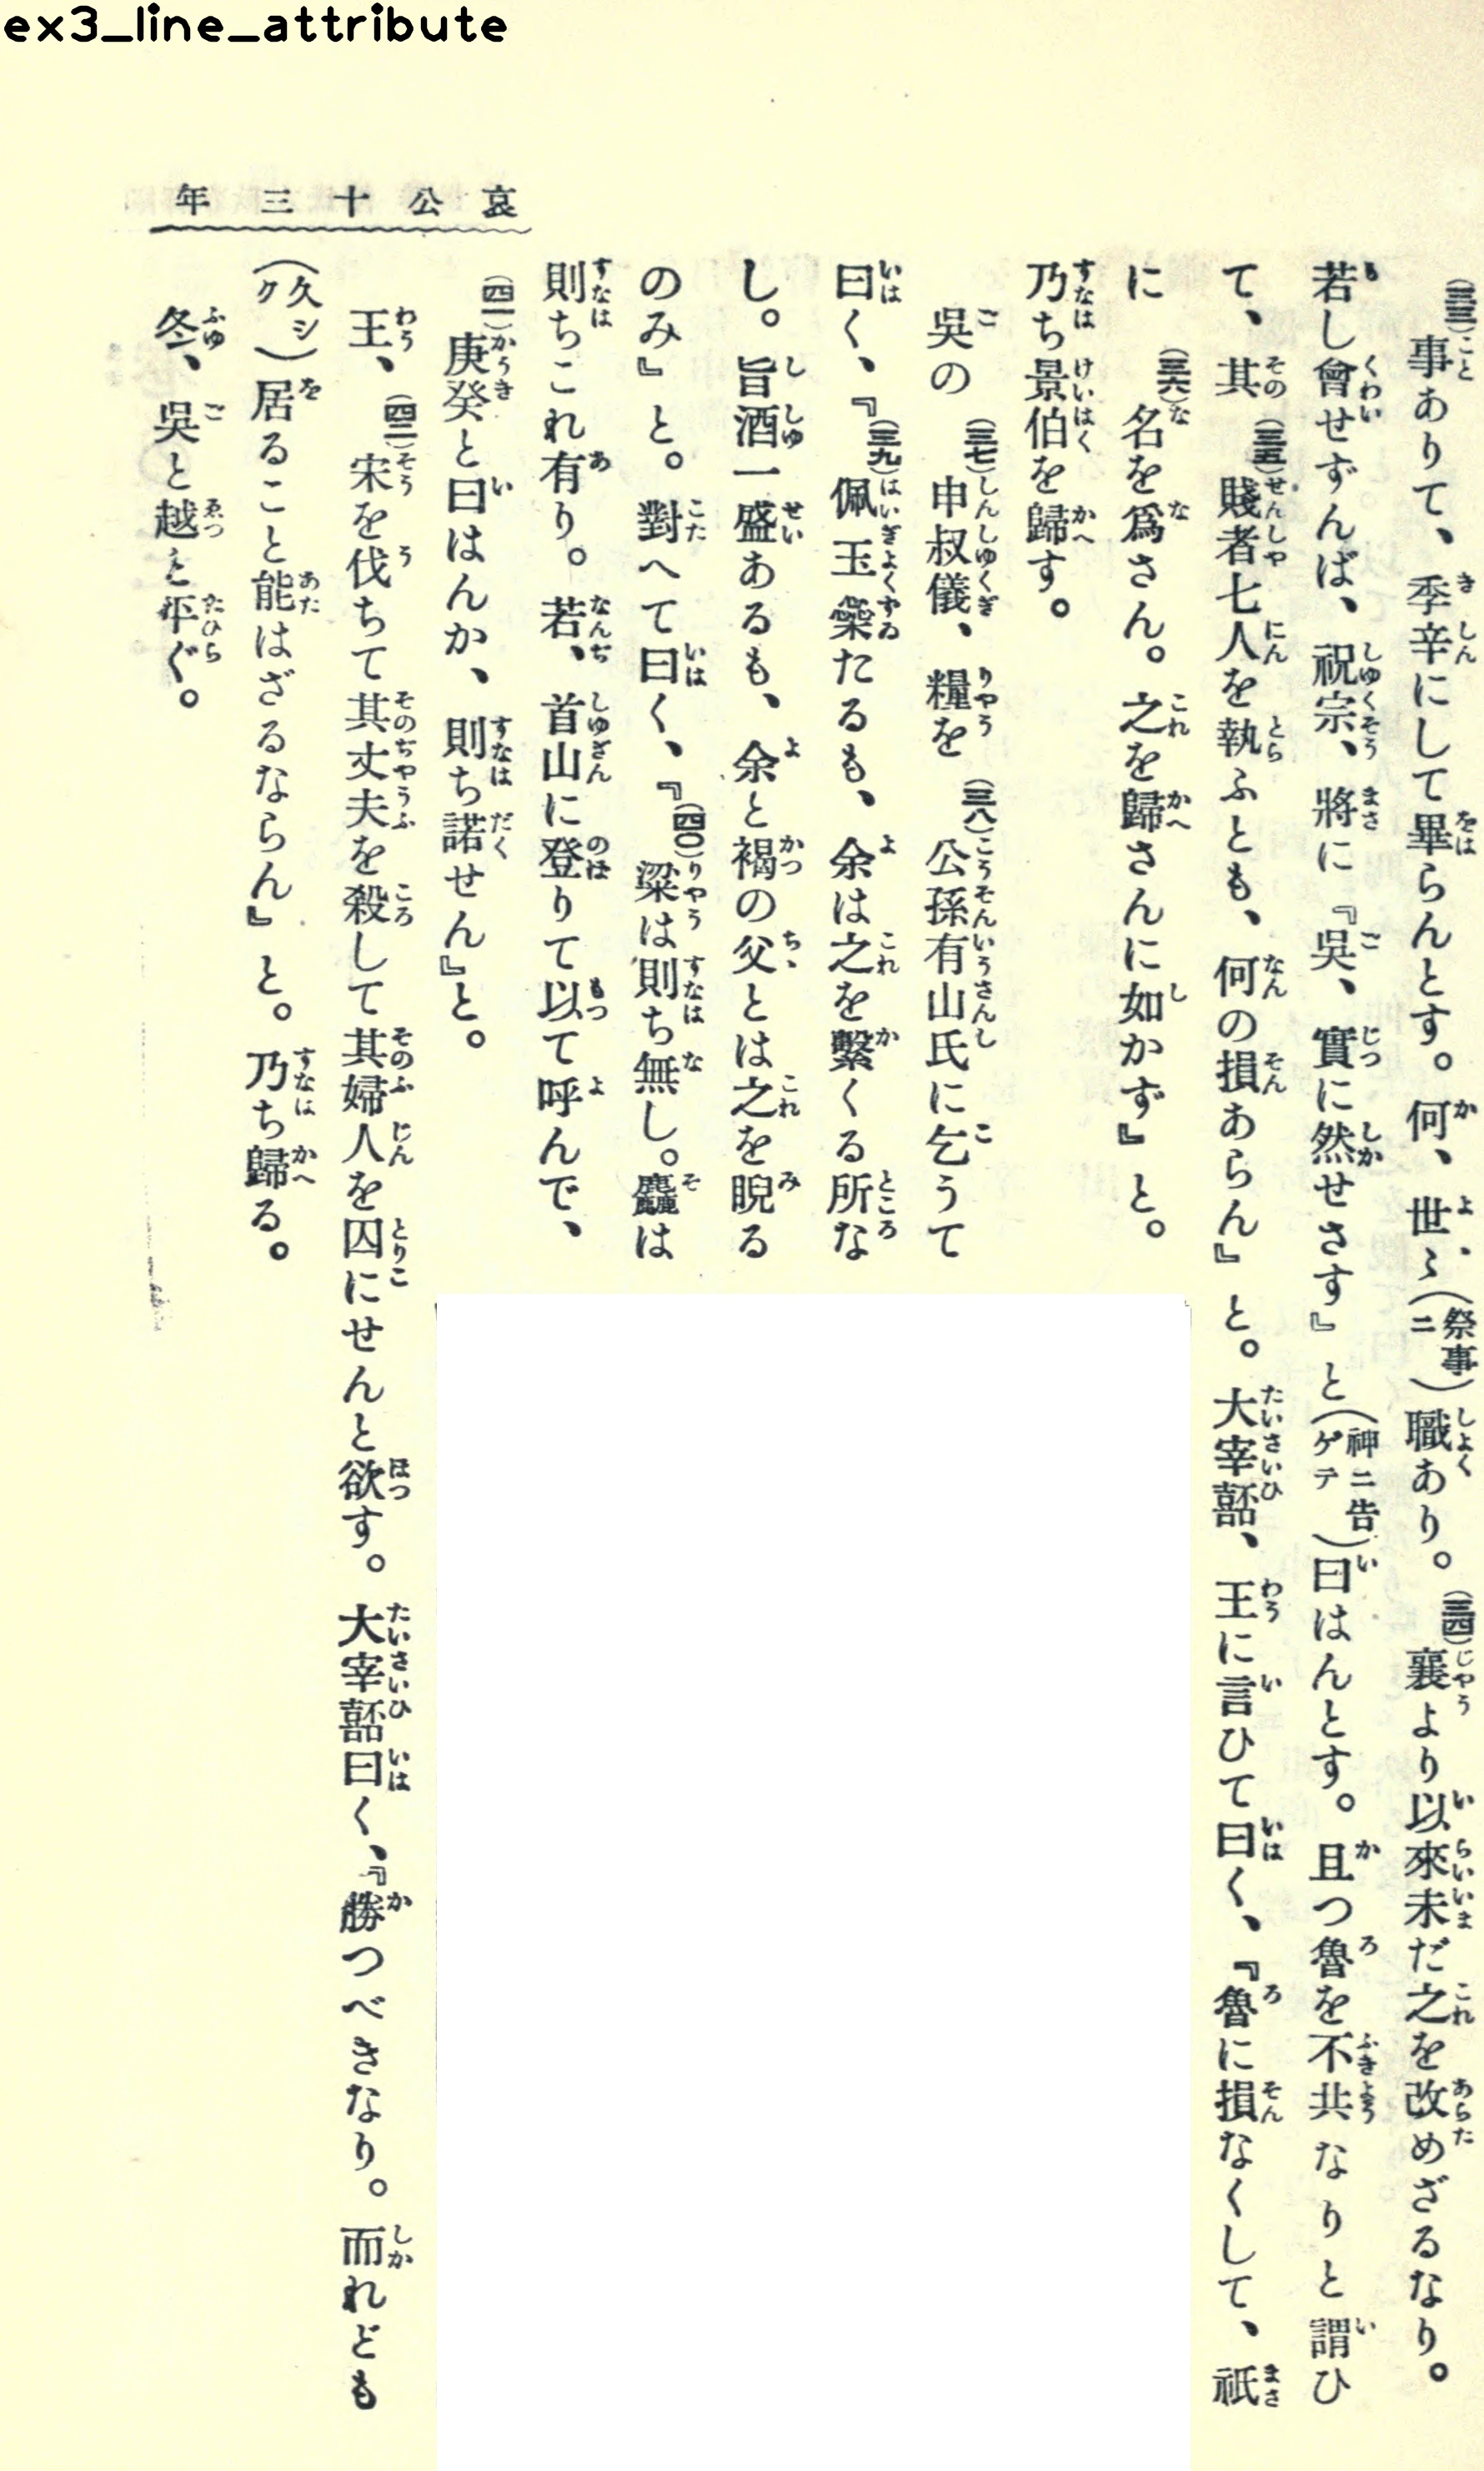 ex3_line_attribute
哀公十三年
(三三)事ありて、季辛にして畢らんとす。何、世ゝ(祭事ニ)職あり。(三四)襄より以來未だ之を改めざるなり。
若し會せずんば、祝宗、將に『吳、實に然せさす』と(神ニ告ゲテ)曰はんとす。且つ魯を不共なりと謂ひ
て、其(三五)賤者七人を執ふとも、何の損あらん』と。大宰嚭、王に言ひて曰く、『魯に損なくして、祇
に(三六)名を爲さん。之を歸さんに如かず』と。
乃ち景伯を歸す。
吳の(三七)申叔儀、糧を(三八)公孫有山氏に乞うて
曰く、『(三九)佩玉繠たるも、余は之を繫くる所な
し。旨酒一盛あるも、余と褐の父とは之を睨る
のみ』と。對へて曰く、『(四〇)粱は則ち無し。麤は
則ちこれ有り。若、首山に登りて以て呼んで、
(四一)庚癸と曰はんか、則ち諾せん』と。
王、(四二)宋を伐ちて其丈夫を殺して其婦人を囚にせんと欲す。大宰嚭曰く、『勝つべきなり。而れども
(久シク)居ること能はざるならん』と。乃ち歸る。
冬、吳と越と平ぐ。